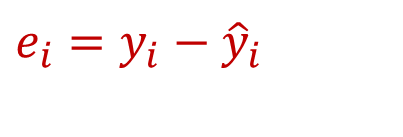 eᵢ = yᵢ − ŷᵢ